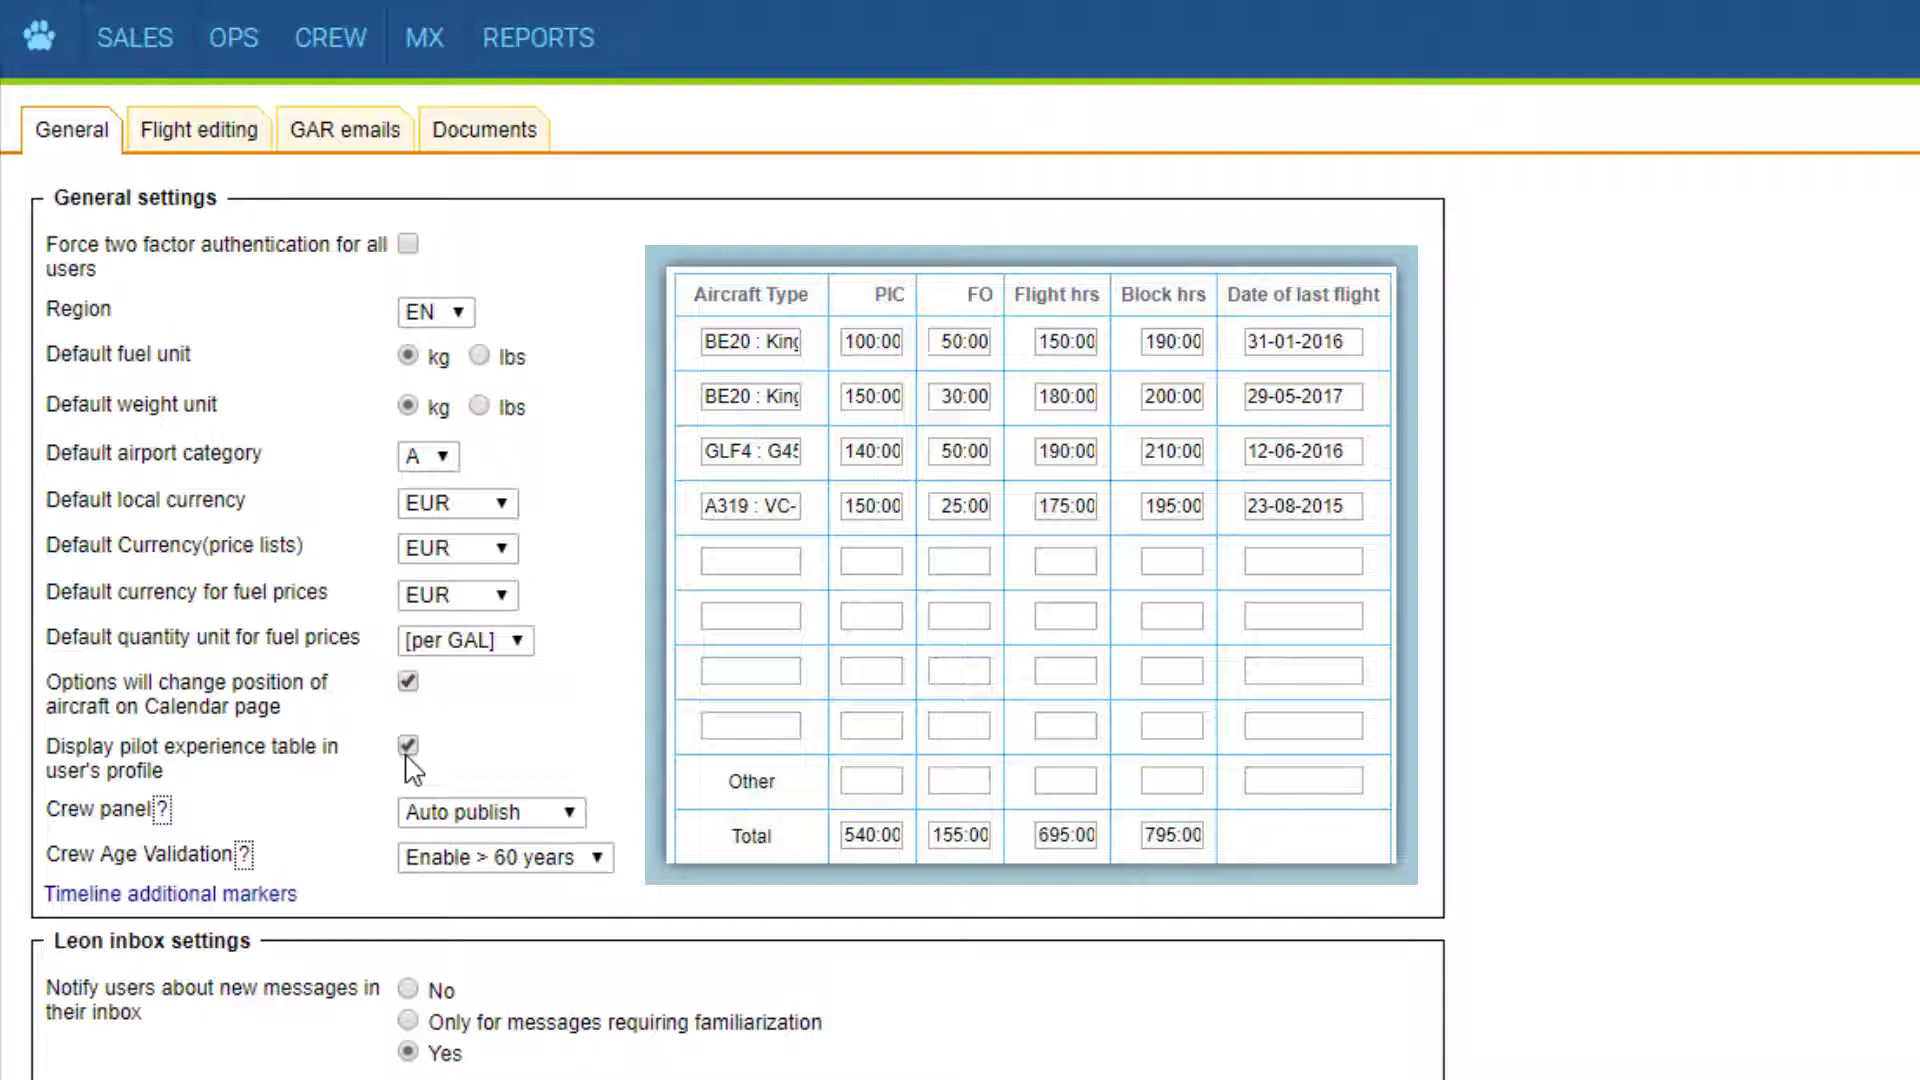 SALES OPS CREW MX REPORTS
General Flight editing GAR emails Documents
General settings
Force two factor authentication for all
users
Region EN
Default fuel unit kg lbs
Default weight unit kg lbs
Default airport category A
Default local currency EUR
Default Currency(price lists) EUR
Default currency for fuel prices EUR
Default quantity unit for fuel prices [per GAL]
Options will change position of
aircraft on Calendar page
Display pilot experience table in
user's profile
Crew panel? Auto publish
Crew Age Validation? Enable > 60 years
Timeline additional markers
Aircraft Type PIC FO Flight hrs Block hrs Date of last flight
BE20 : King 100:00 50:00 150:00 190:00 31-01-2016
BE20 : King 150:00 30:00 180:00 200:00 29-05-2017
GLF4 : G45 140:00 50:00 190:00 210:00 12-06-2016
A319 : VC- 150:00 25:00 175:00 195:00 23-08-2015
Other
Total 540:00 155:00 695:00 795:00
Leon inbox settings
Notify users about new messages in
their inbox
No
Only for messages requiring familiarization
Yes